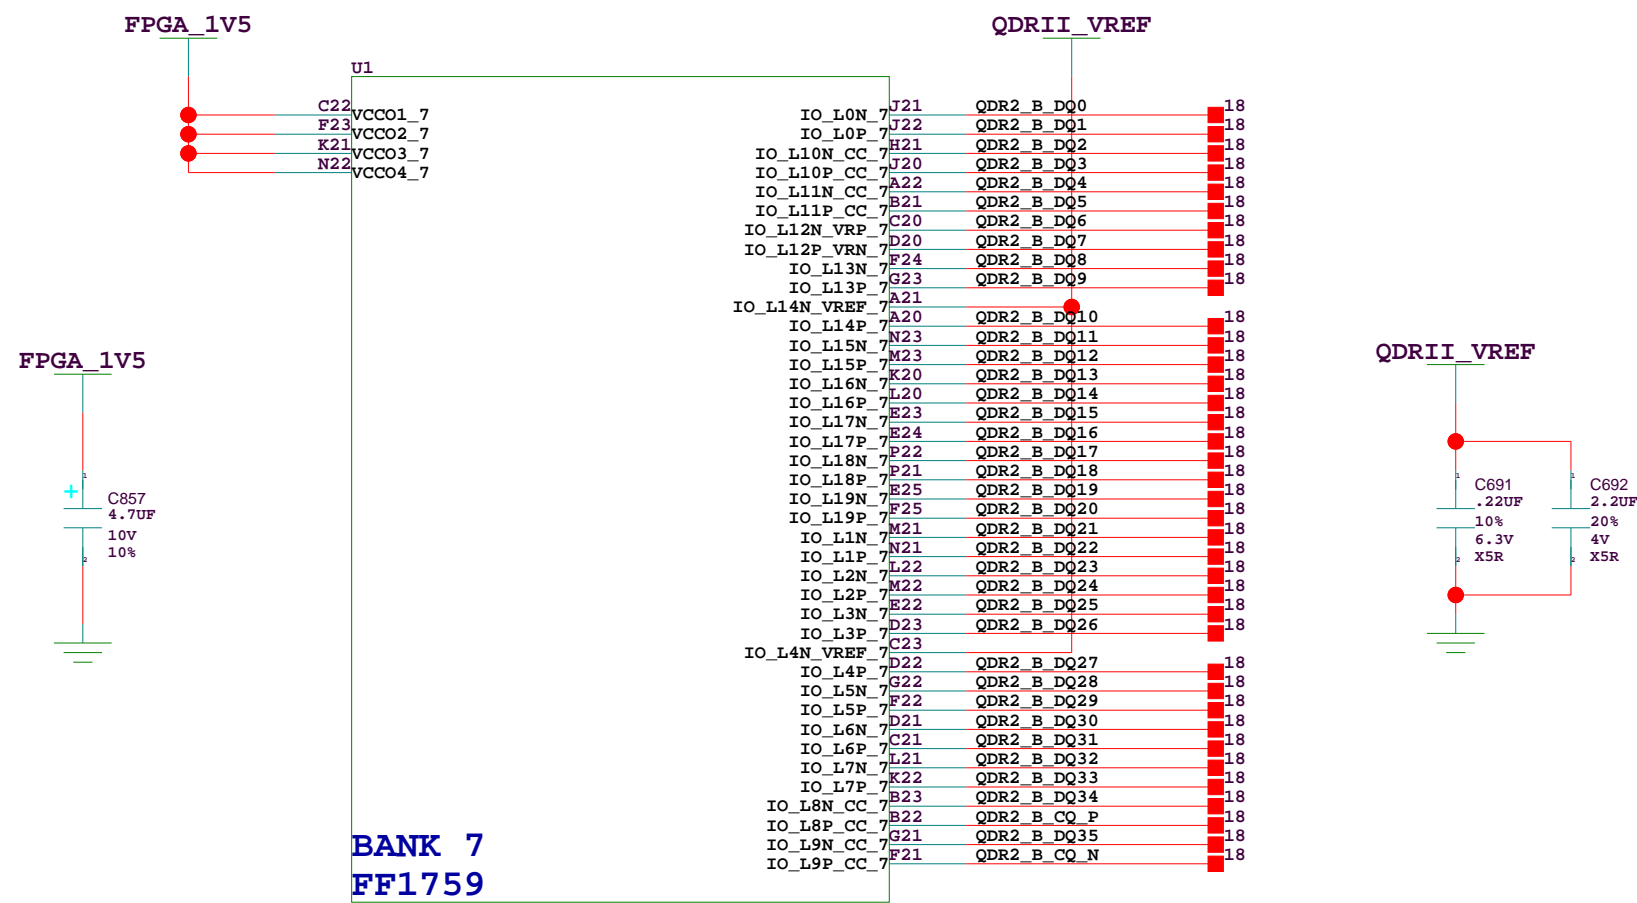 FPGA_1V5
QDRII_VREF
U1
C22 VCCO1_7
F23 VCCO2_7
K21 VCCO3_7
N22 VCCO4_7
IO_L0N_7 J21 QDR2_B_DQ0 18
IO_L0P_7 J22 QDR2_B_DQ1 18
IO_L10N_CC_7 H21 QDR2_B_DQ2 18
IO_L10P_CC_7 J20 QDR2_B_DQ3 18
IO_L11N_CC_7 A22 QDR2_B_DQ4 18
IO_L11P_CC_7 B21 QDR2_B_DQ5 18
IO_L12N_VRP_7 C20 QDR2_B_DQ6 18
IO_L12P_VRN_7 D20 QDR2_B_DQ7 18
IO_L13N_7 F24 QDR2_B_DQ8 18
IO_L13P_7 G23 QDR2_B_DQ9 18
IO_L14N_VREF_7 A21
IO_L14P_7 A20 QDR2_B_DQ10 18
IO_L15N_7 N23 QDR2_B_DQ11 18
IO_L15P_7 M23 QDR2_B_DQ12 18
IO_L16N_7 K20 QDR2_B_DQ13 18
IO_L16P_7 L20 QDR2_B_DQ14 18
IO_L17N_7 E23 QDR2_B_DQ15 18
IO_L17P_7 E24 QDR2_B_DQ16 18
IO_L18N_7 P22 QDR2_B_DQ17 18
IO_L18P_7 P21 QDR2_B_DQ18 18
IO_L19N_7 E25 QDR2_B_DQ19 18
IO_L19P_7 F25 QDR2_B_DQ20 18
IO_L1N_7 M21 QDR2_B_DQ21 18
IO_L1P_7 N21 QDR2_B_DQ22 18
IO_L2N_7 L22 QDR2_B_DQ23 18
IO_L2P_7 M22 QDR2_B_DQ24 18
IO_L3N_7 E22 QDR2_B_DQ25 18
IO_L3P_7 D23 QDR2_B_DQ26 18
IO_L4N_VREF_7 C23
IO_L4P_7 D22 QDR2_B_DQ27 18
IO_L5N_7 G22 QDR2_B_DQ28 18
IO_L5P_7 F22 QDR2_B_DQ29 18
IO_L6N_7 D21 QDR2_B_DQ30 18
IO_L6P_7 C21 QDR2_B_DQ31 18
IO_L7N_7 L21 QDR2_B_DQ32 18
IO_L7P_7 K22 QDR2_B_DQ33 18
IO_L8N_CC_7 B23 QDR2_B_DQ34 18
IO_L8P_CC_7 B22 QDR2_B_CQ_P 18
IO_L9N_CC_7 G21 QDR2_B_DQ35 18
IO_L9P_CC_7 F21 QDR2_B_CQ_N 18
BANK 7
FF1759
FPGA_1V5
1
+
C857
4.7UF
10V
10%
2
QDRII_VREF
1
C691
.22UF
10%
6.3V
X5R
2
1
C692
2.2UF
20%
4V
X5R
2